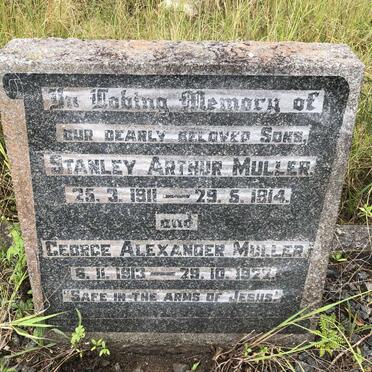 In Loving Memory of
OUR DEARLY BELOVED SONS,
STANLEY ARTHUR MULLER.
25. 3. 1911 — 29. 5. 1914.
and
GEORGE ALEXANDER MULLER
6. 11. 1913 — 29. 10. 1927.
"SAFE IN THE ARMS OF JESUS"